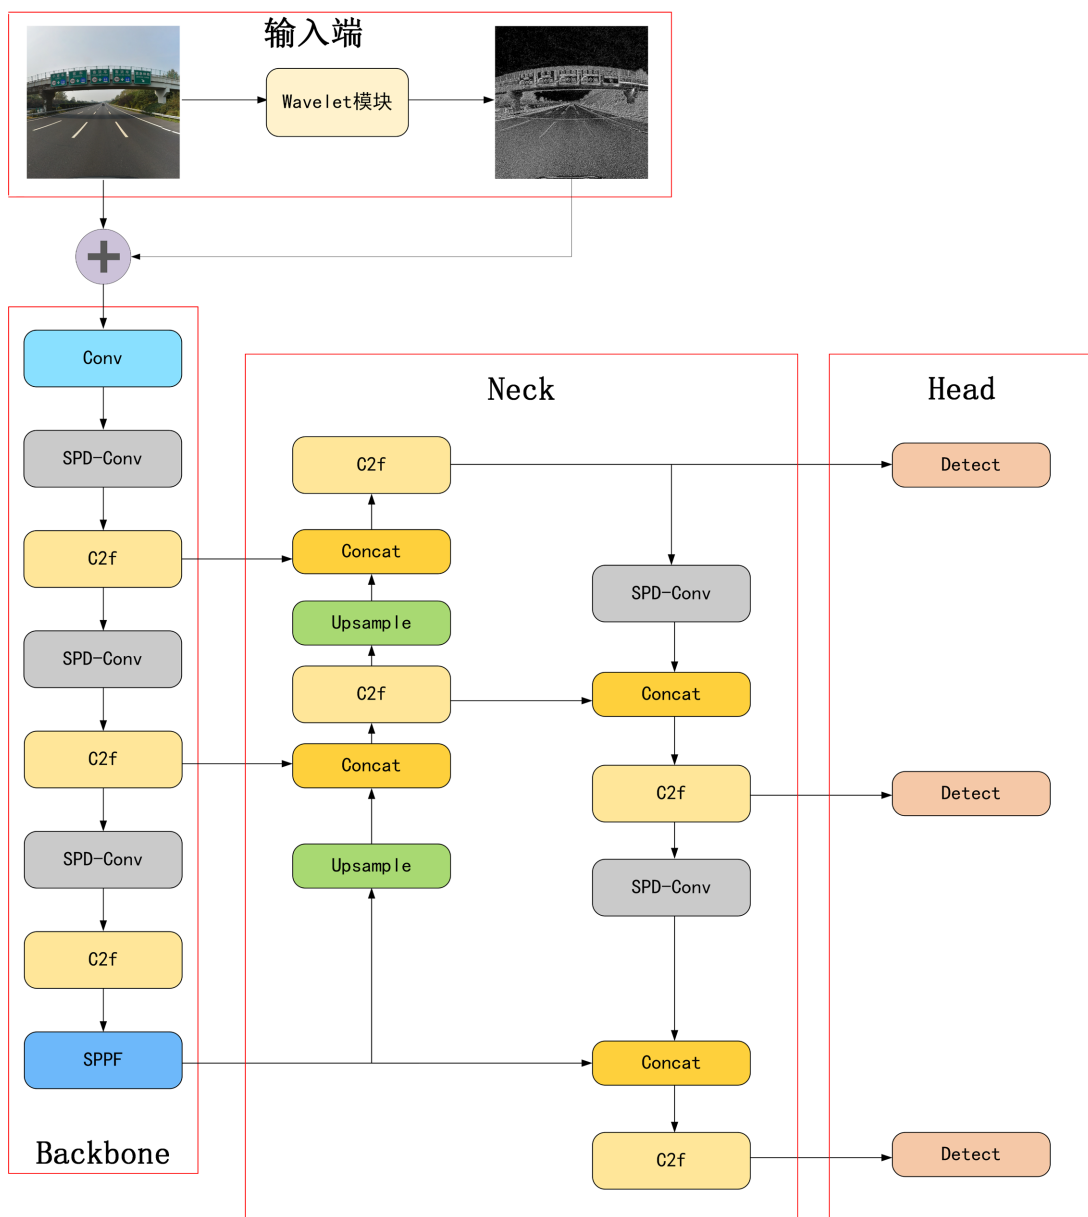 输入端
Wavelet模块
Conv
SPD-Conv
C2f
SPD-Conv
C2f
SPD-Conv
C2f
SPPF
Backbone
Neck
C2f
Concat
Upsample
C2f
Concat
Upsample
SPD-Conv
Concat
C2f
SPD-Conv
Concat
C2f
Head
Detect
Detect
Detect